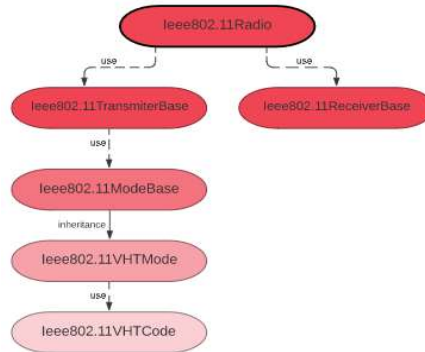 Ieee802.11Radio
use
use
Ieee802.11TransmiterBase
Ieee802.11ReceiverBase
use
Ieee802.11ModeBase
inheritance
Ieee802.11VHTMode
use
Ieee802.11VHTCode